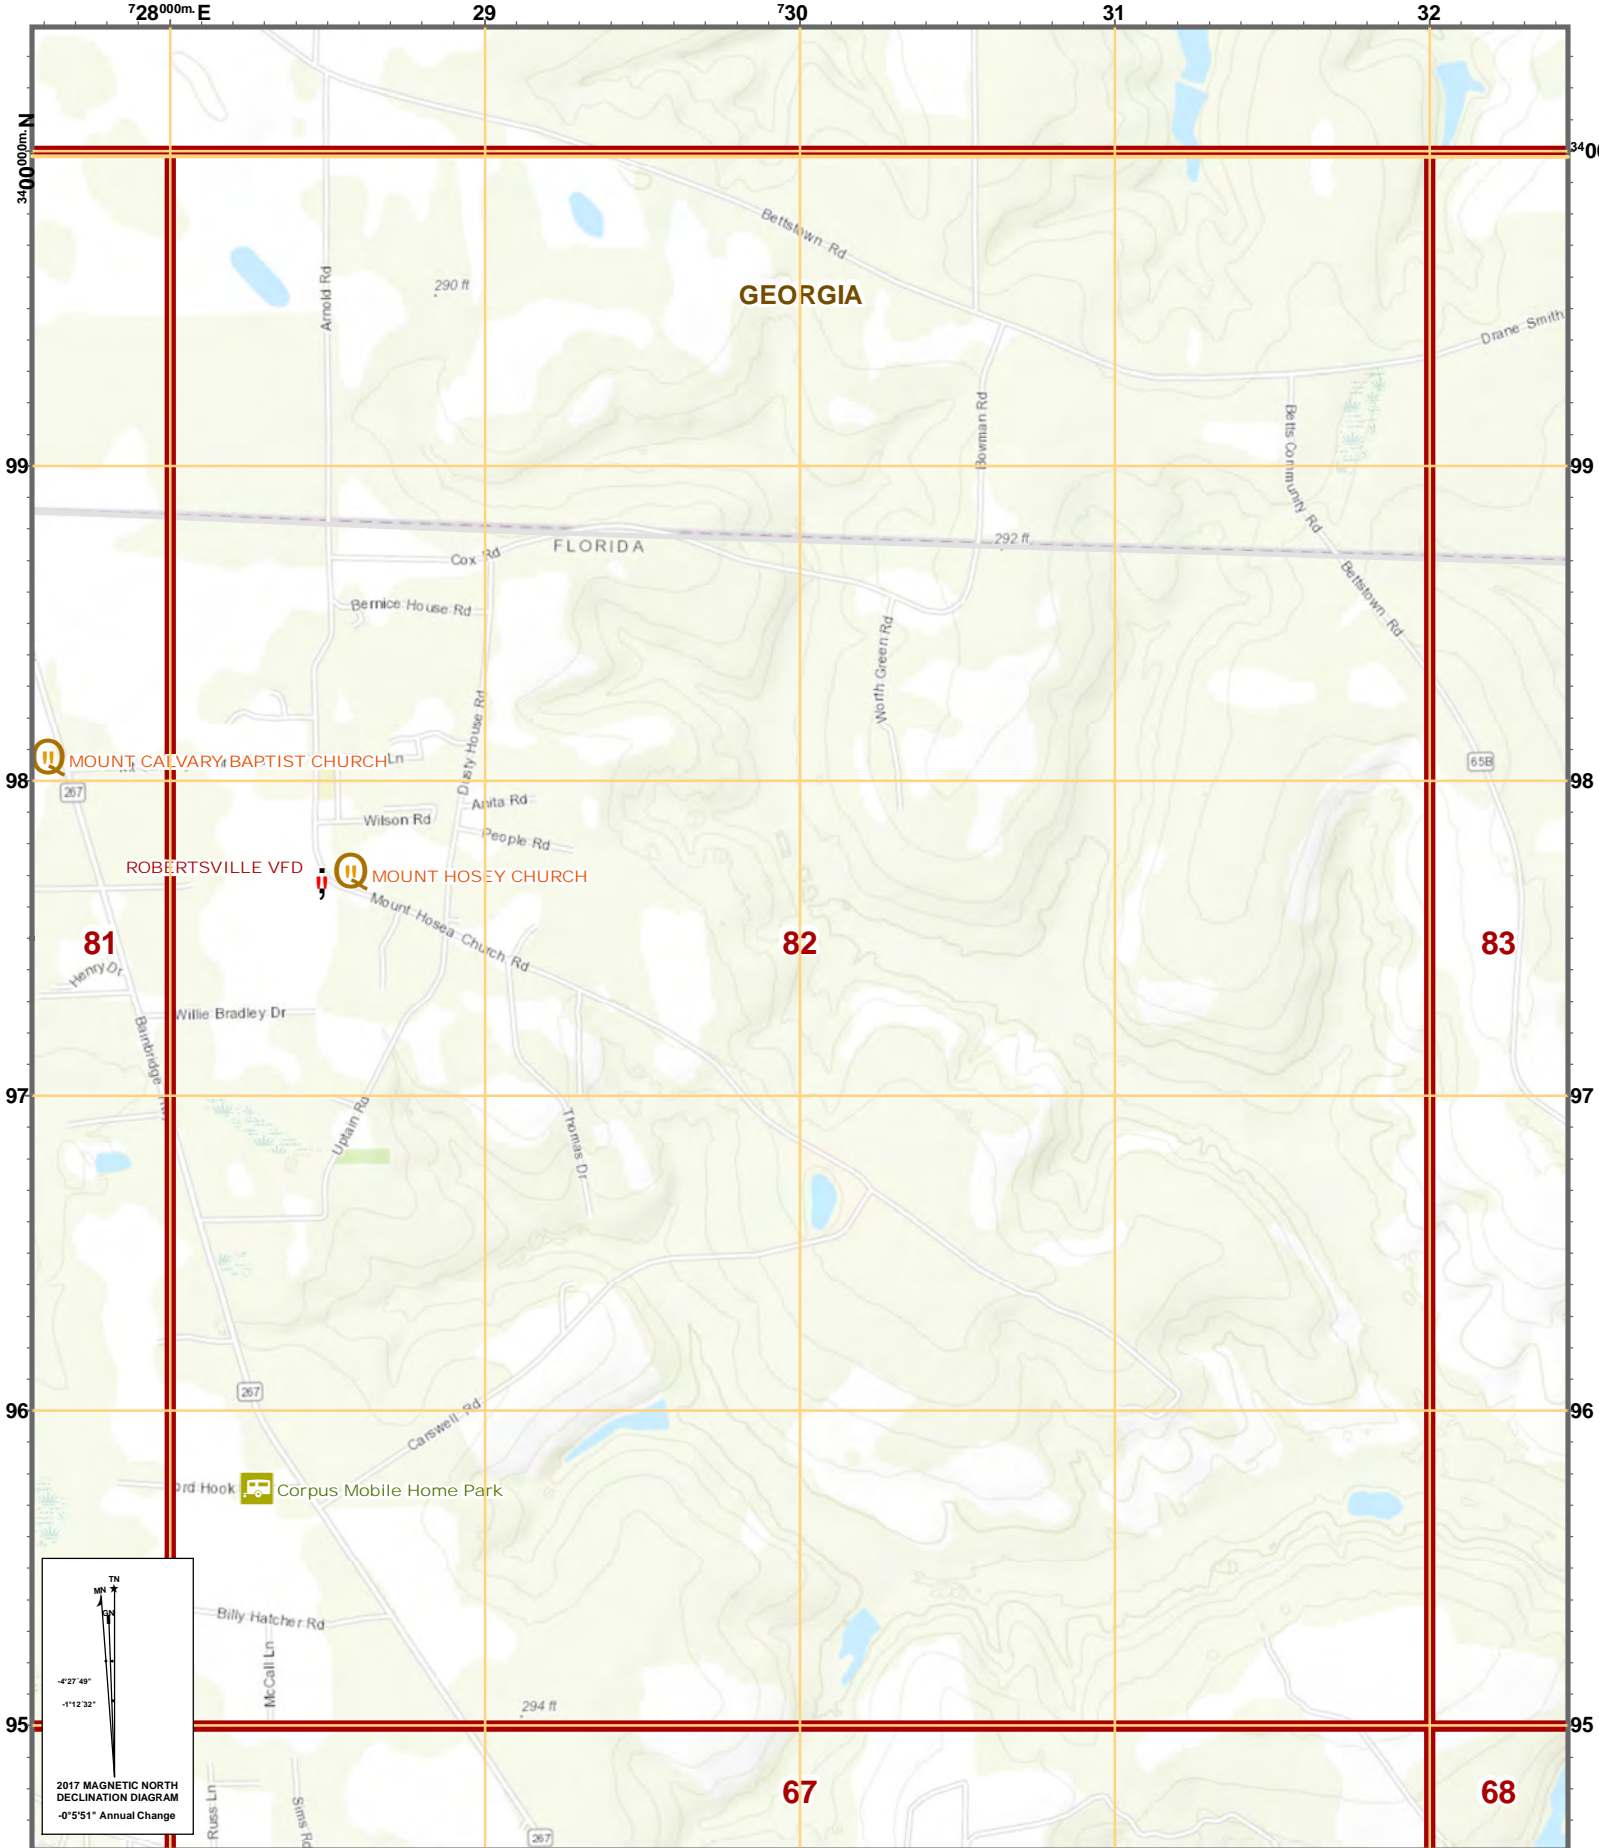 728000m. E
29
730
31
32
3400000m. N
3400
Bettstown Rd
Arnold Rd
290 ft
GEORGIA
Drane Smith
Bowman Rd
Betts Community Rd
99
99
292 ft
FLORIDA
Cox Rd
Bettstown Rd
Bernice House Rd
Worth Green Rd
Dusty House Rd
MOUNT CALVARY BAPTIST CHURCH
Ln
65B
98
98
267
Anita Rd
Wilson Rd
People Rd
ROBERTSVILLE VFD
MOUNT HOSEY CHURCH
Mount Hosea Church Rd
81
82
83
Henry Dr
Willie Bradley Dr
Bainbridge
97
97
Uptain Rd
Thomas Dr
267
96
96
Carswell Rd
ord Hook
Corpus Mobile Home Park
TN
MN
GN
Billy Hatcher Rd
McCall Ln
-4°27´49"
-1°12´32"
294 ft
95
95
2017 MAGNETIC NORTH
DECLINATION DIAGRAM
-0°5'51" Annual Change
67
68
Russ Ln
Sims Rd
267